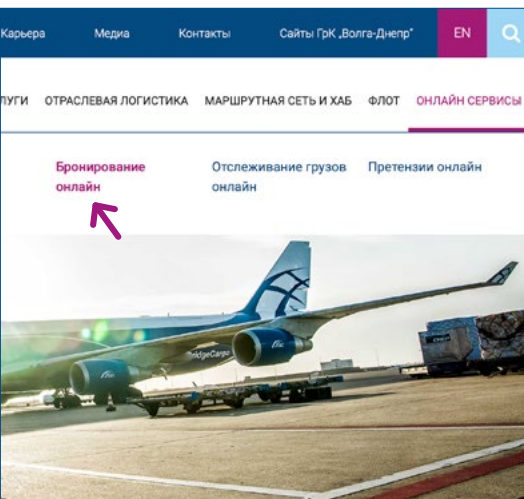 Карьера Медиа Контакты Сайты ГрК „Волга-Днепр" EN
ЛУГИ ОТРАСЛЕВАЯ ЛОГИСТИКА МАРШРУТНАЯ СЕТЬ И ХАБ ФЛОТ ОНЛАЙН СЕРВИСЫ
Бронирование Отслеживание грузов Претензии онлайн
онлайн онлайн
BridgeCargo